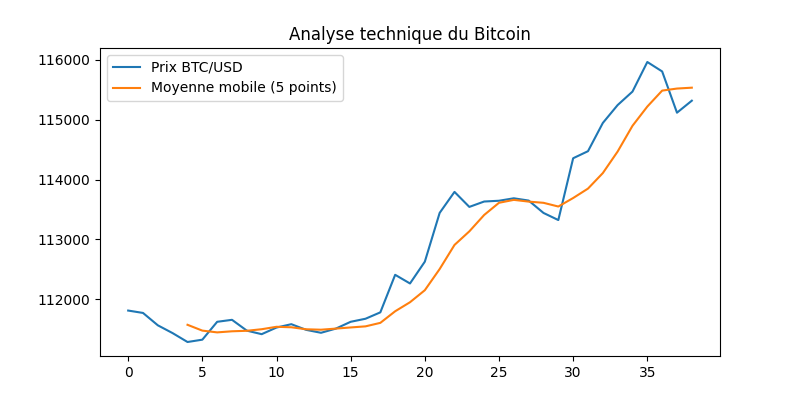 Analyse technique du Bitcoin
Prix BTC/USD
Moyenne mobile (5 points)
116000
115000
114000
113000
112000
0 5 10 15 20 25 30 35